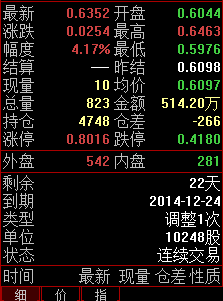 最新 0.6352 开盘 0.6044
涨跌 0.0254 最高 0.6463
幅度 4.17% 最低 0.5976
结算 — 昨结 0.6098
现量 10 均价 0.6097
总量 823 金额 514.20万
持仓 4748 仓差 -266
涨停 0.8016 跌停 0.4180
外盘 542 内盘 281
剩余 22天
到期 2014-12-24
类型 调整1次
单位 10248股
状态 连续交易
时间 最新 现量 仓差 性质
细 价 指